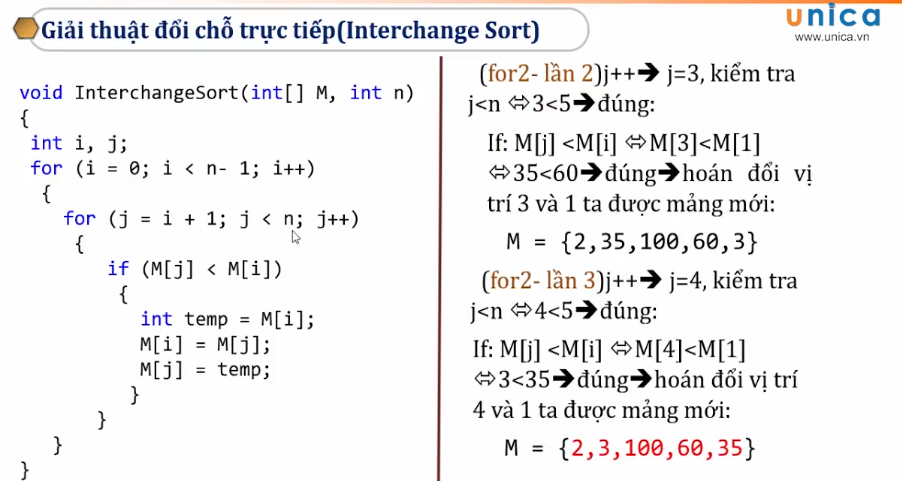 Giải thuật đổi chỗ trực tiếp(Interchange Sort)
unica
www.unica.vn
void InterchangeSort(int[] M, int n)
{
int i, j;
for (i = 0; i < n- 1; i++)
{
for (j = i + 1; j < n; j++)
{
if (M[j] < M[i])
{
int temp = M[i];
M[i] = M[j];
M[j] = temp;
}
}
}
}
(for2- lần 2)j++➔ j=3, kiểm tra
j<n ⇔3<5➔đúng:
If: M[j] <M[i] ⇔M[3]<M[1]
⇔35<60➔đúng➔hoán đổi vị
trí 3 và 1 ta được mảng mới:
M = {2,35,100,60,3}
(for2- lần 3)j++➔ j=4, kiểm tra
j<n ⇔4<5➔đúng:
If: M[j] <M[i] ⇔M[4]<M[1]
⇔3<35➔đúng➔hoán đổi vị trí
4 và 1 ta được mảng mới:
M = {2,3,100,60,35}